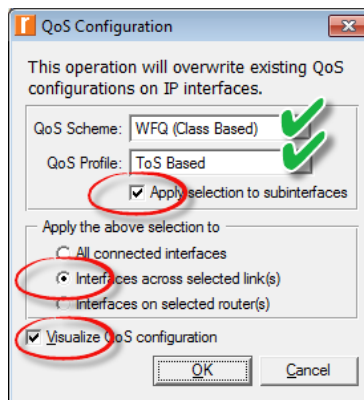 QoS Configuration
This operation will overwrite existing QoS
configurations on IP interfaces.
QoS Scheme: WFQ (Class Based)
QoS Profile: ToS Based
Apply selection to subinterfaces
Apply the above selection to
All connected interfaces
Interfaces across selected link(s)
Interfaces on selected router(s)
Visualize QoS configuration
OK Cancel